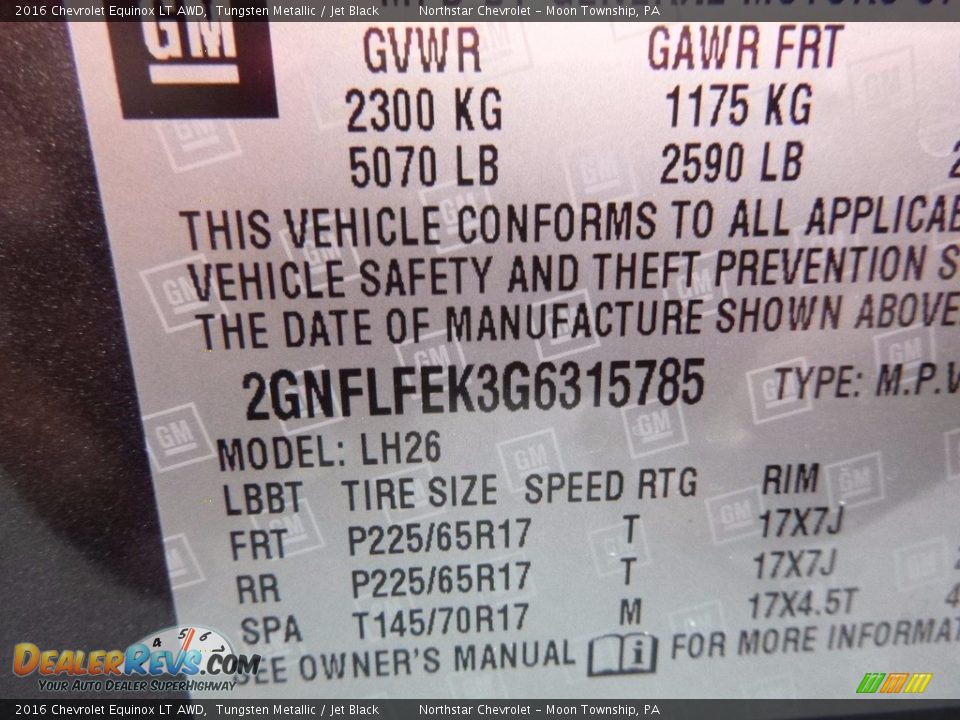 2016 Chevrolet Equinox LT AWD, Tungsten Metallic / Jet Black Northstar Chevrolet - Moon Township, PA
GM
GVWR GAWR FRT
2300 KG 1175 KG
5070 LB 2590 LB
THIS VEHICLE CONFORMS TO ALL
VEHICLE SAFETY AND THEFT PREVENTION
THE DATE OF MANUFACTURE SHOWN ABOVE
2GNFLFEK3G6315785 TYPE: M.P.V
MODEL: LH26
LBBT TIRE SIZE SPEED RTG RIM
FRT P225/65R17 T 17X7J
RR P225/65R17 T 17X7J
SPA T145/70R17 M 17X4.5T
SEE OWNER'S MANUAL i FOR MORE
4 5 6
DEALERREVS.COM
YOUR AUTO DEALER SUPERHIGHWAY
2016 Chevrolet Equinox LT AWD, Tungsten Metallic / Jet Black Northstar Chevrolet - Moon Township, PA